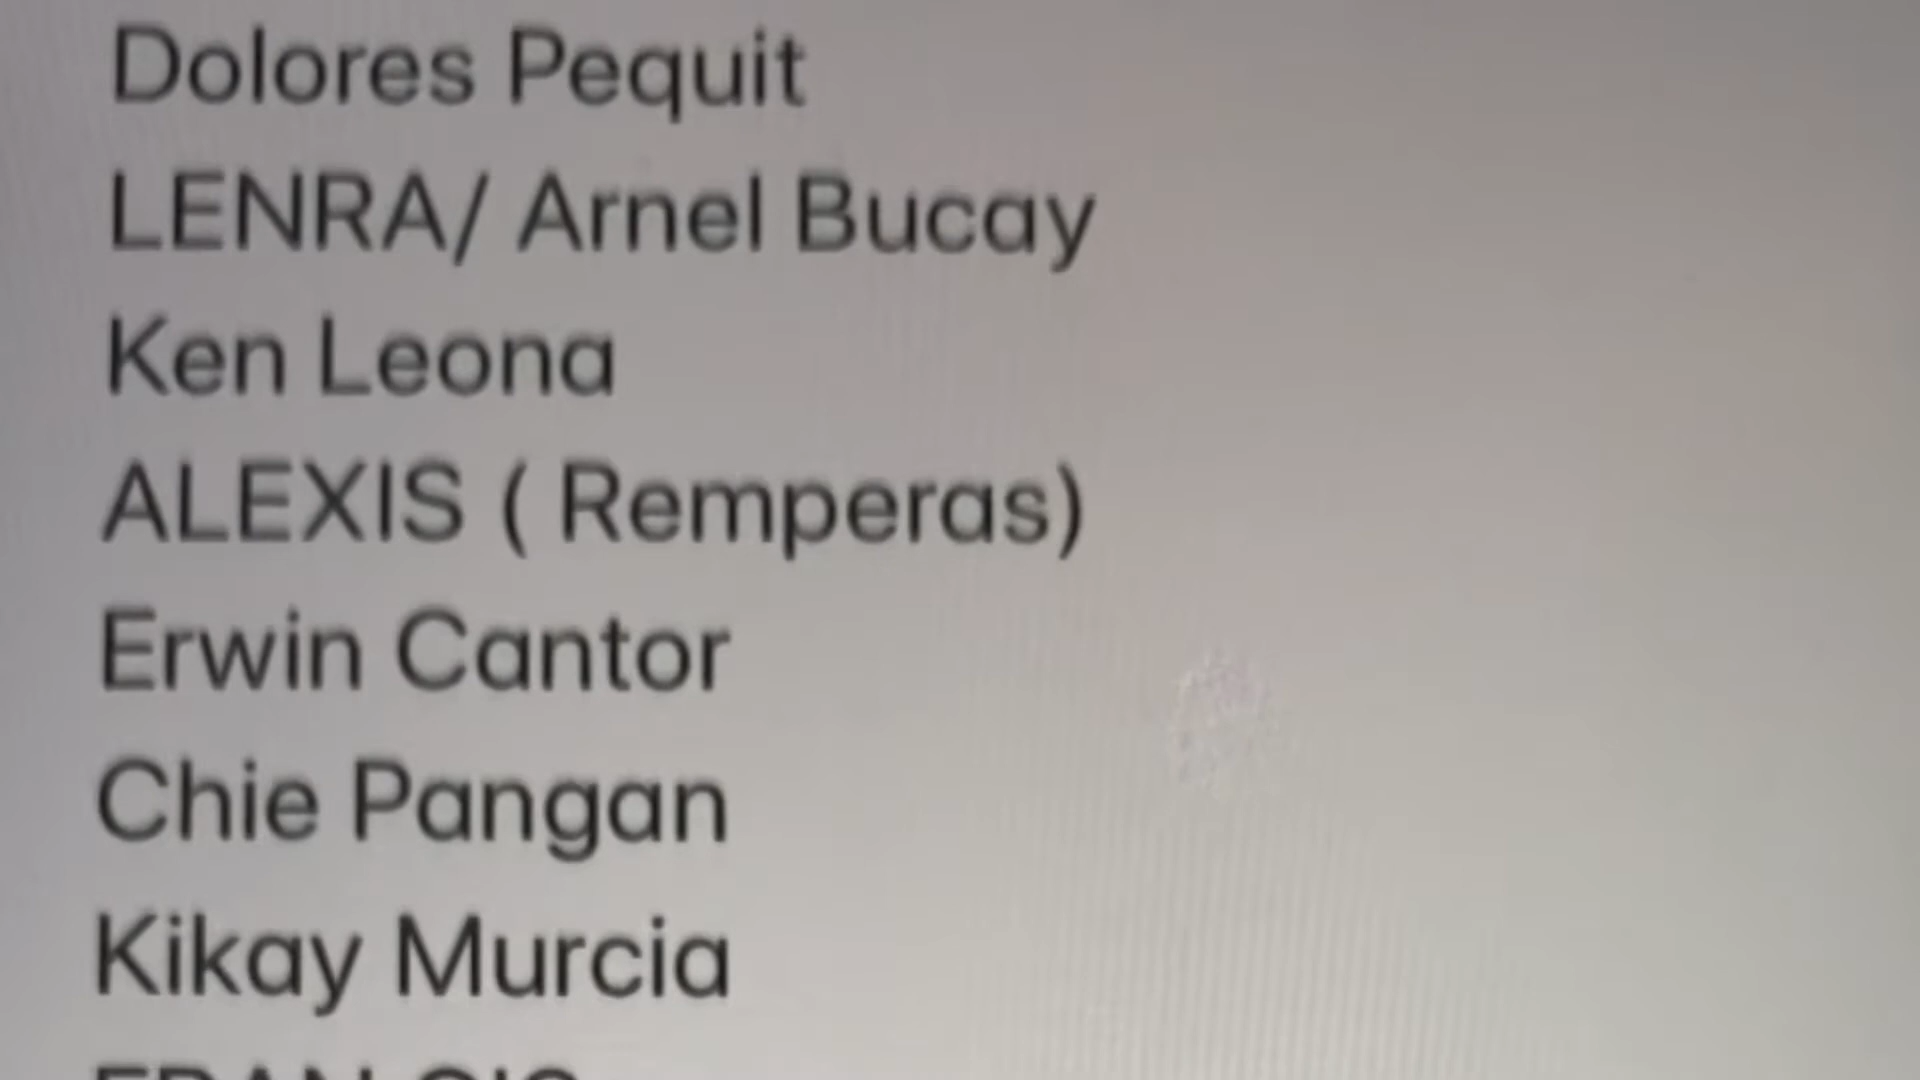 Dolores Pequit
LENRA/ Arnel Bucay
Ken Leona
ALEXIS ( Remperas)
Erwin Cantor
Chie Pangan
Kikay Murcia